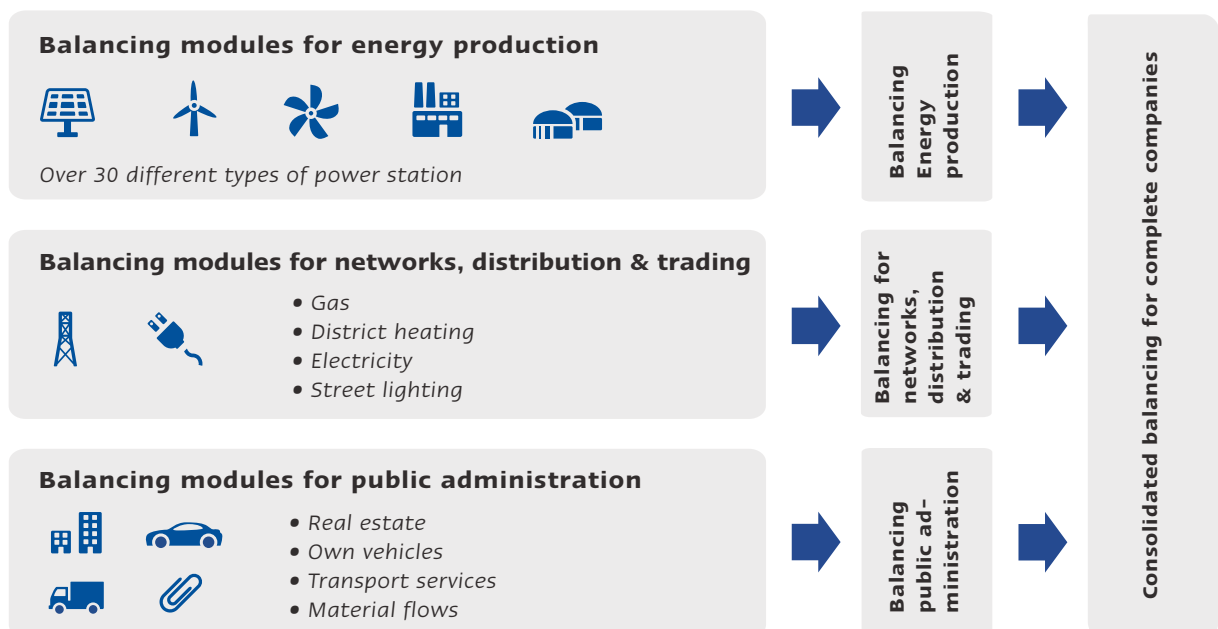 Balancing modules for energy production
Over 30 different types of power station
Balancing
Energy
production
Balancing modules for networks, distribution & trading
• Gas
• District heating
• Electricity
• Street lighting
Balancing for
networks,
distribution
& trading
Balancing modules for public administration
• Real estate
• Own vehicles
• Transport services
• Material flows
Balancing
public ad-
ministration
Consolidated balancing for complete companies